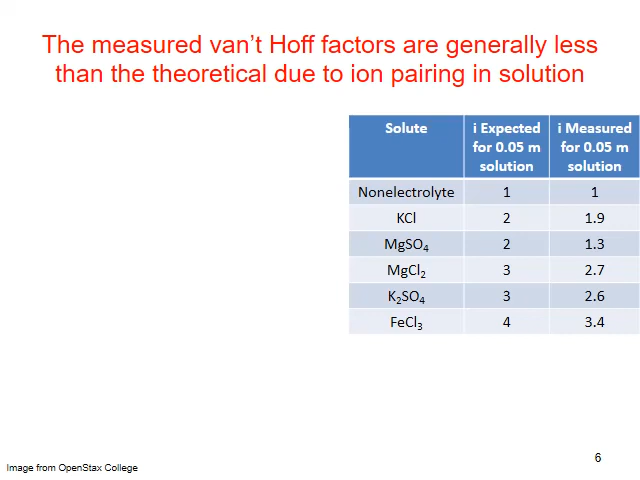 The measured van't Hoff factors are generally less
than the theoretical due to ion pairing in solution
Solute i Expected for 0.05 m solution i Measured for 0.05 m solution
Nonelectrolyte 1 1
KCl 2 1.9
MgSO₄ 2 1.3
MgCl₂ 3 2.7
K₂SO₄ 3 2.6
FeCl₃ 4 3.4
6
Image from OpenStax College